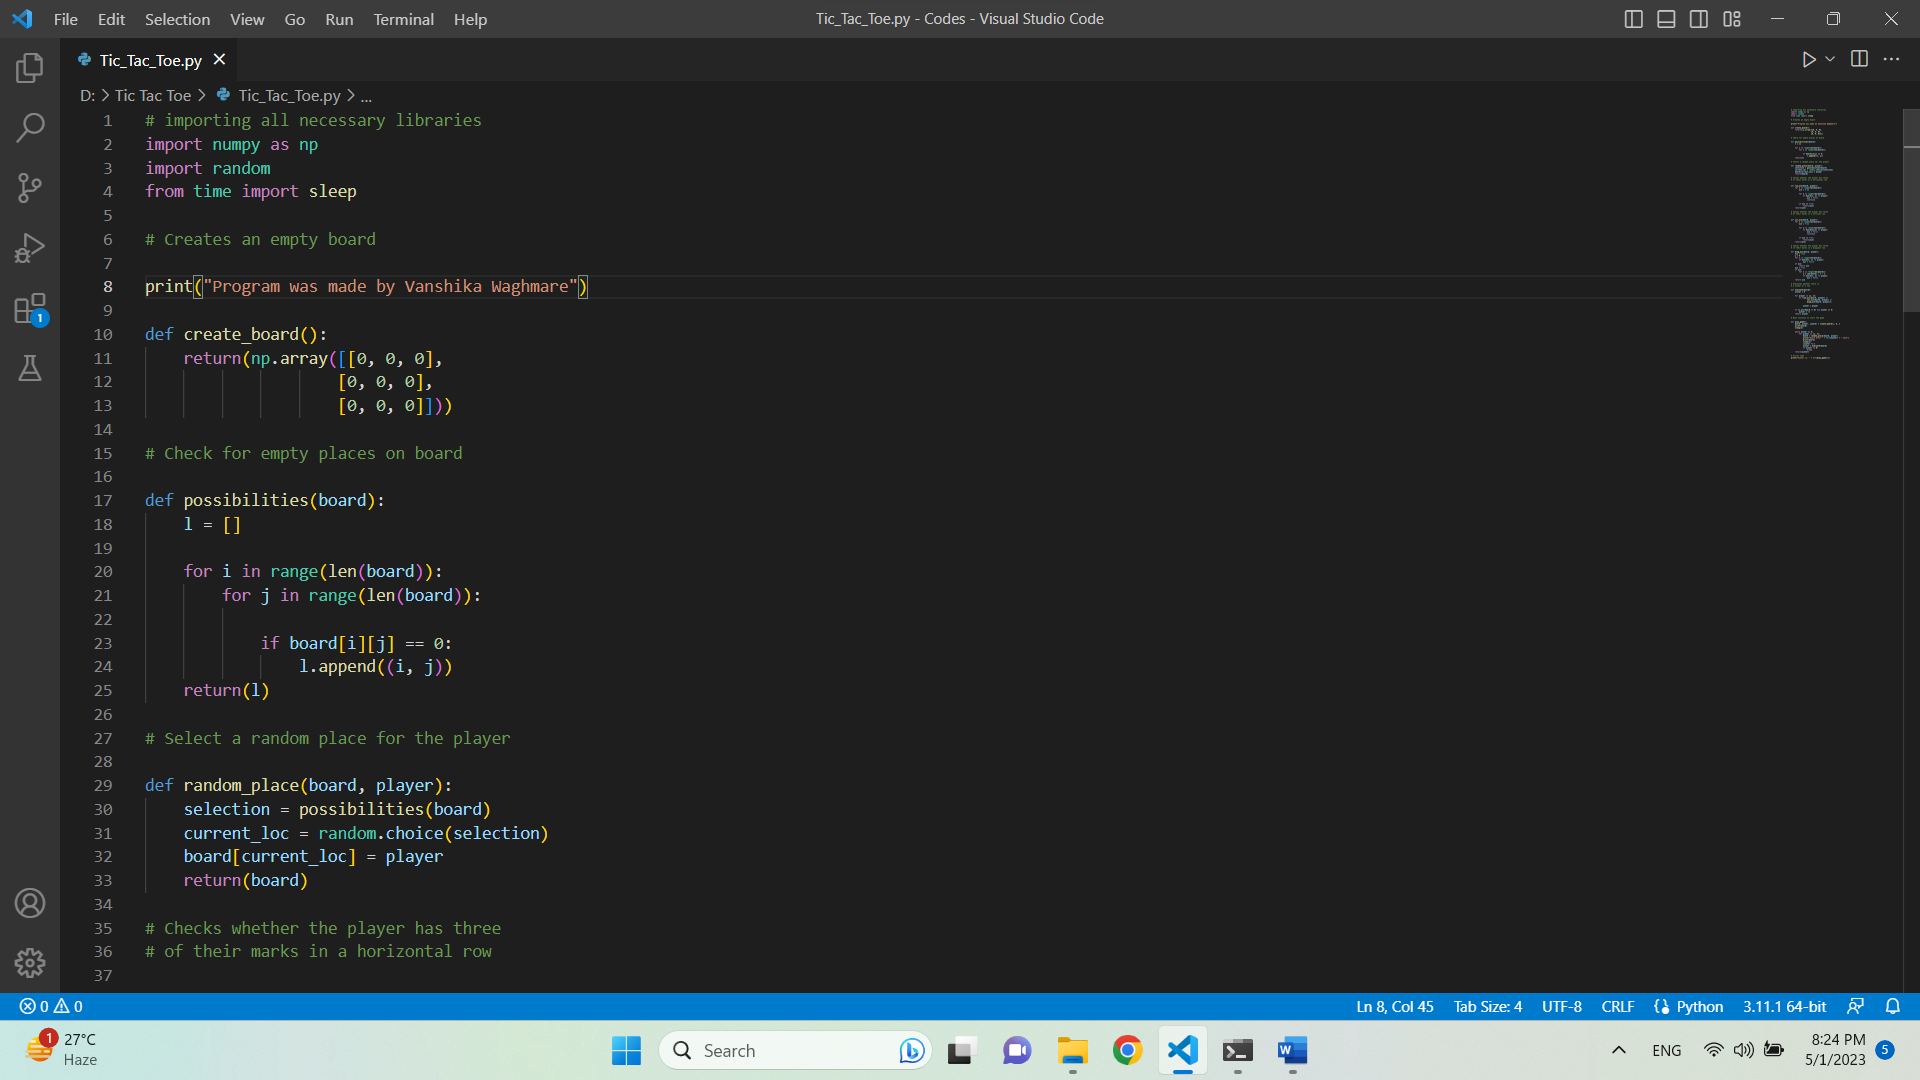 File Edit Selection View Go Run Terminal Help
Tic_Tac_Toe.py - Codes - Visual Studio Code
Tic_Tac_Toe.py
D: > Tic Tac Toe > Tic_Tac_Toe.py > ...
1 # importing all necessary libraries
2 import numpy as np
3 import random
4 from time import sleep
5
6 # Creates an empty board
7
8 print("Program was made by Vanshika Waghmare")
9
10 def create_board():
11     return(np.array([[0, 0, 0],
12                     [0, 0, 0],
13                     [0, 0, 0]]))
14
15 # Check for empty places on board
16
17 def possibilities(board):
18     l = []
19
20     for i in range(len(board)):
21         for j in range(len(board)):
22
23             if board[i][j] == 0:
24                 l.append((i, j))
25     return(l)
26
27 # Select a random place for the player
28
29 def random_place(board, player):
30     selection = possibilities(board)
31     current_loc = random.choice(selection)
32     board[current_loc] = player
33     return(board)
34
35 # Checks whether the player has three
36 # of their marks in a horizontal row
37
1
0 0
Ln 8, Col 45 Tab Size: 4 UTF-8 CRLF Python 3.11.1 64-bit
1 27°C
Haze
Search
ENG
8:24 PM
5/1/2023
5